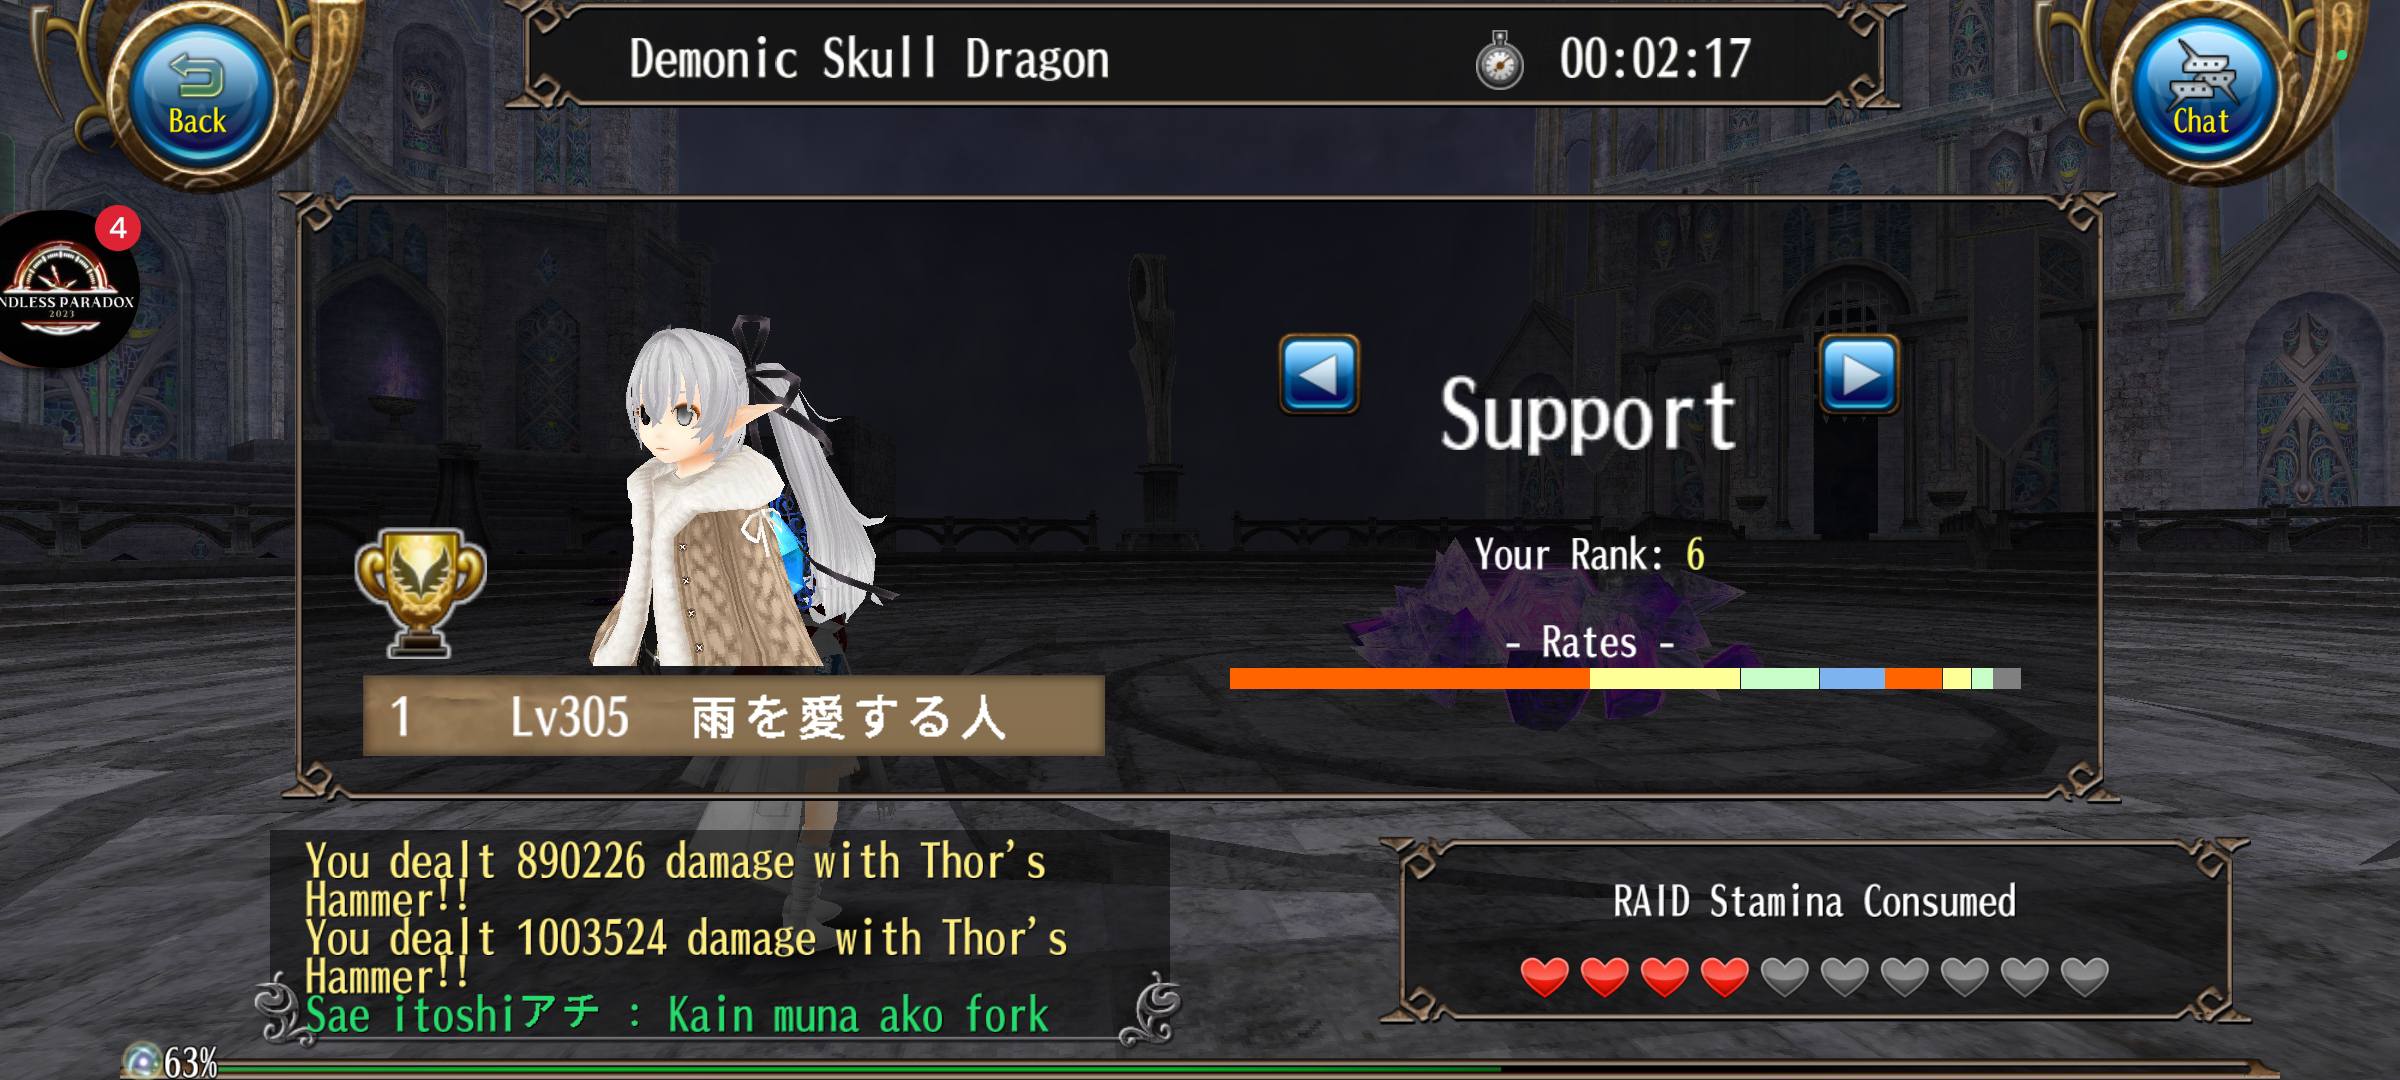 Demonic Skull Dragon 00:02:17
Back
Chat
4
NDLESS PARADOX
2023
Support
Your Rank: 6
- Rates -
1 Lv305 雨を愛する人
You dealt 890226 damage with Thor's
Hammer!!
You dealt 1003524 damage with Thor's
Hammer!!
Sae itoshiアチ : Kain muna ako fork
RAID Stamina Consumed
63%